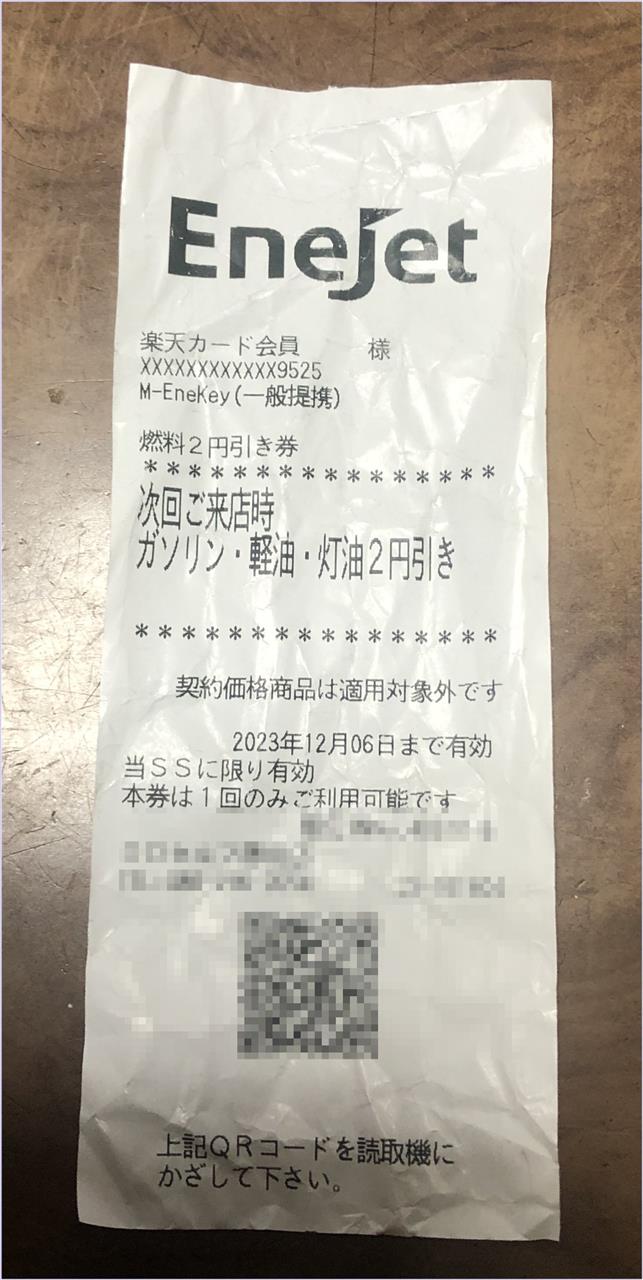 EneJet
楽天カード会員 様
XXXXXXXXXXXX9525
M-EneKey(一般提携)
燃料2円引き券
****************
次回ご来店時
ガソリン・軽油・灯油2円引き
****************
契約価格商品は適用対象外です
2023年12月06日まで有効
当SSに限り有効
本券は1回のみご利用可能です
上記QRコードを読取機に
かざして下さい。